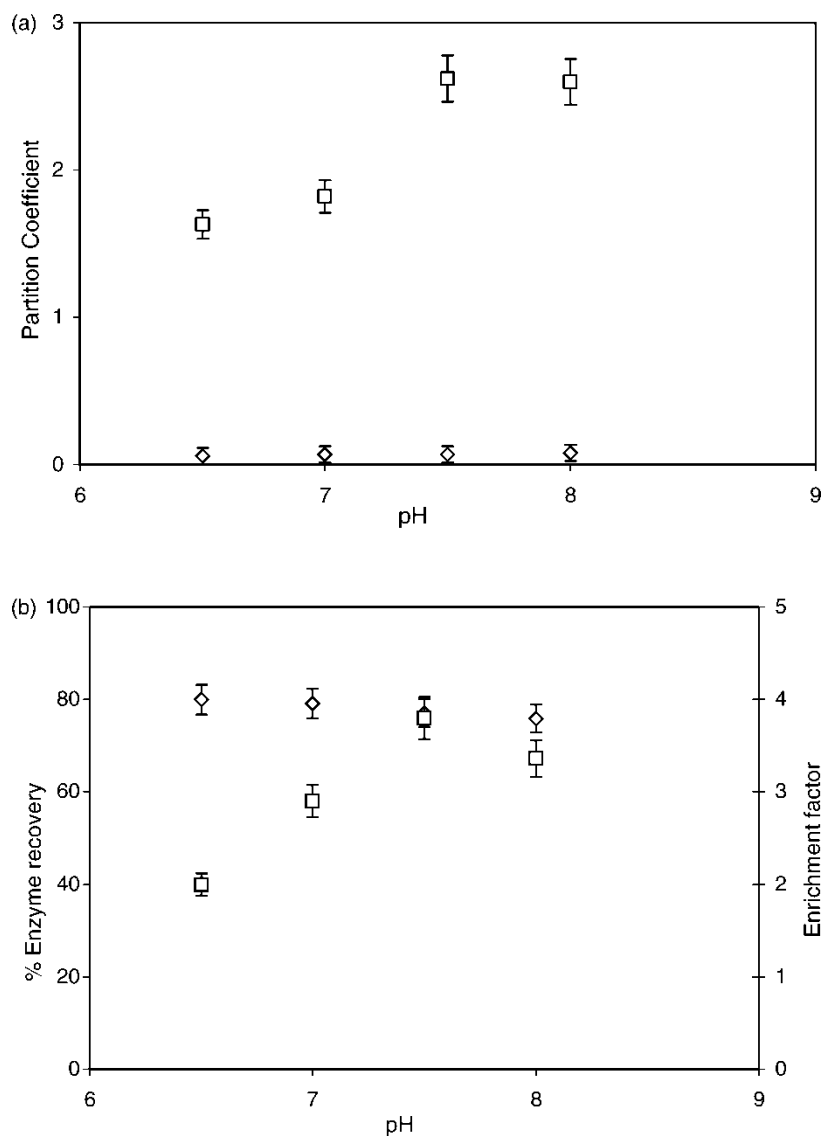 (a)
3
2
1
0
Partition Coefficient
6 7 8 9
pH
(b)
100 5
80 4
60 3
40 2
20 1
0 0
% Enzyme recovery
Enrichment factor
6 7 8 9
pH